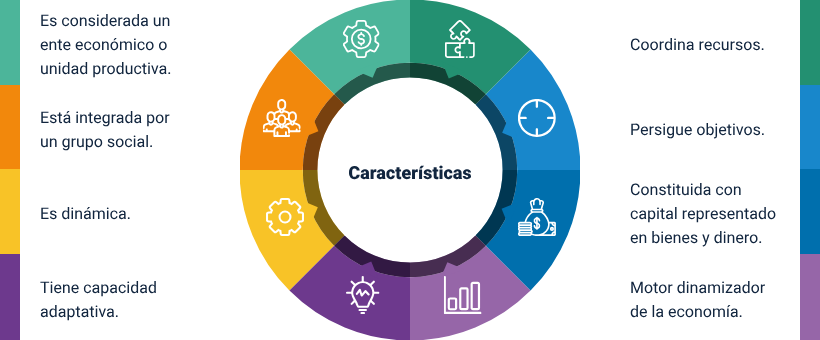 Es considerada un
ente económico o
unidad productiva.
Está integrada por
un grupo social.
Es dinámica.
Tiene capacidad
adaptativa.
$
Características
$
Coordina recursos.
Persigue objetivos.
Constituida con
capital representado
en bienes y dinero.
Motor dinamizador
de la economía.